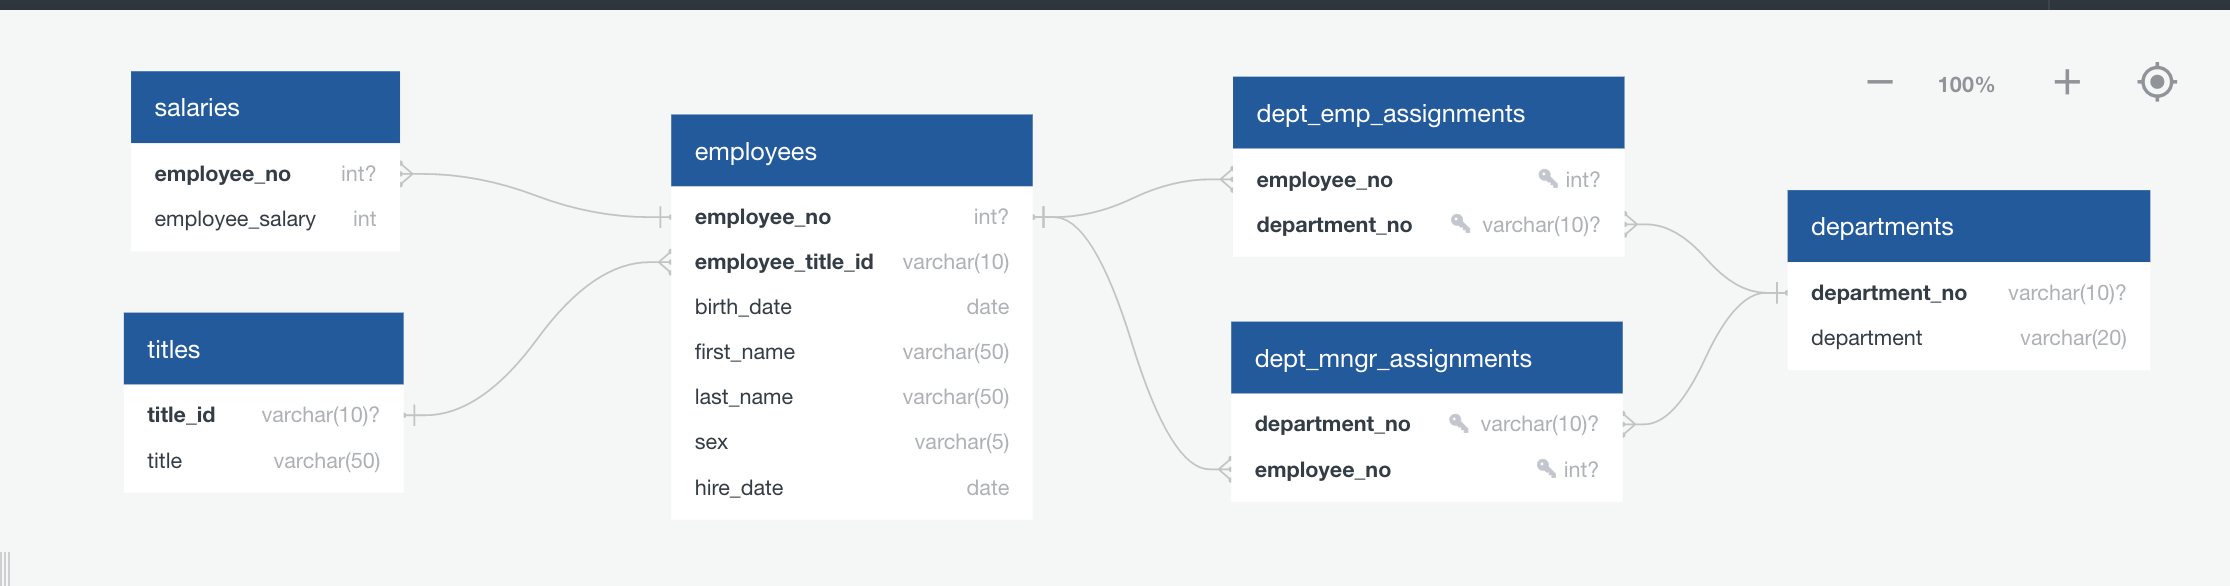 salaries
employee_no int?
employee_salary int
titles
title_id varchar(10)?
title varchar(50)
employees
employee_no int?
employee_title_id varchar(10)
birth_date date
first_name varchar(50)
last_name varchar(50)
sex varchar(5)
hire_date date
dept_emp_assignments
employee_no int?
department_no varchar(10)?
dept_mngr_assignments
department_no varchar(10)?
employee_no int?
100%
departments
department_no varchar(10)?
department varchar(20)